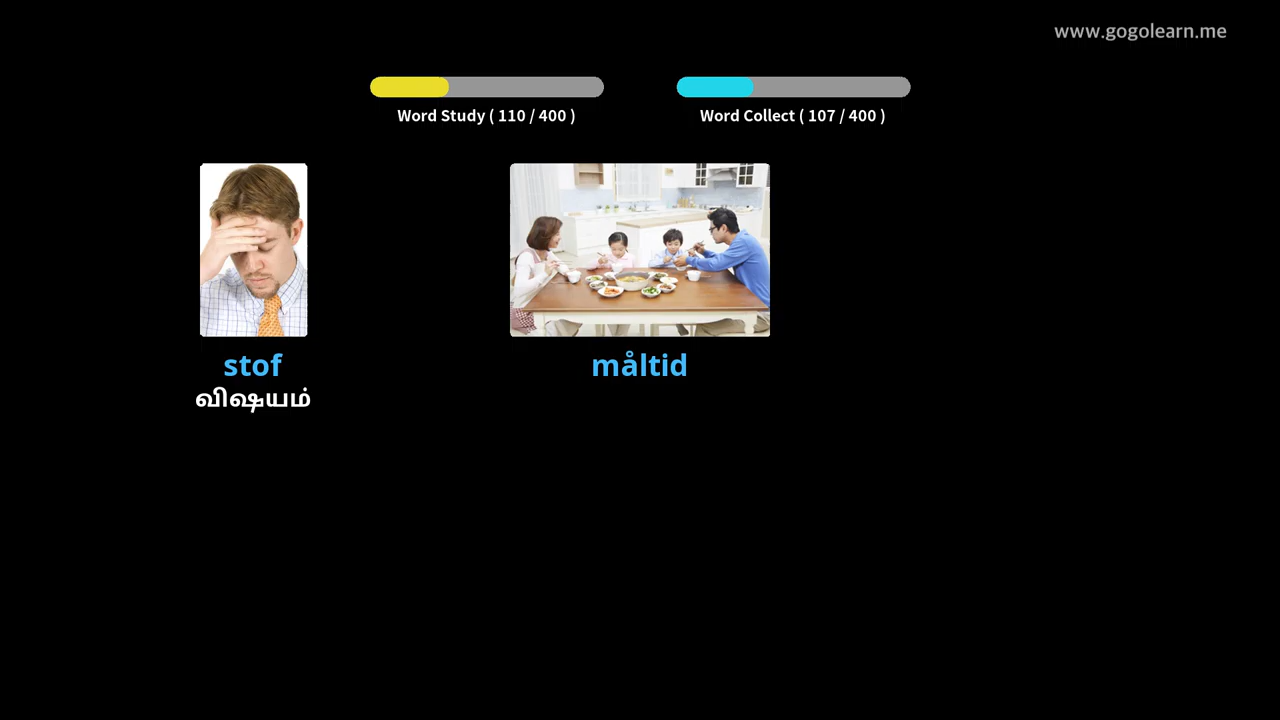 www.gogolearn.me
Word Study ( 110 / 400 )
Word Collect ( 107 / 400 )
stof
விஷயம்
måltid